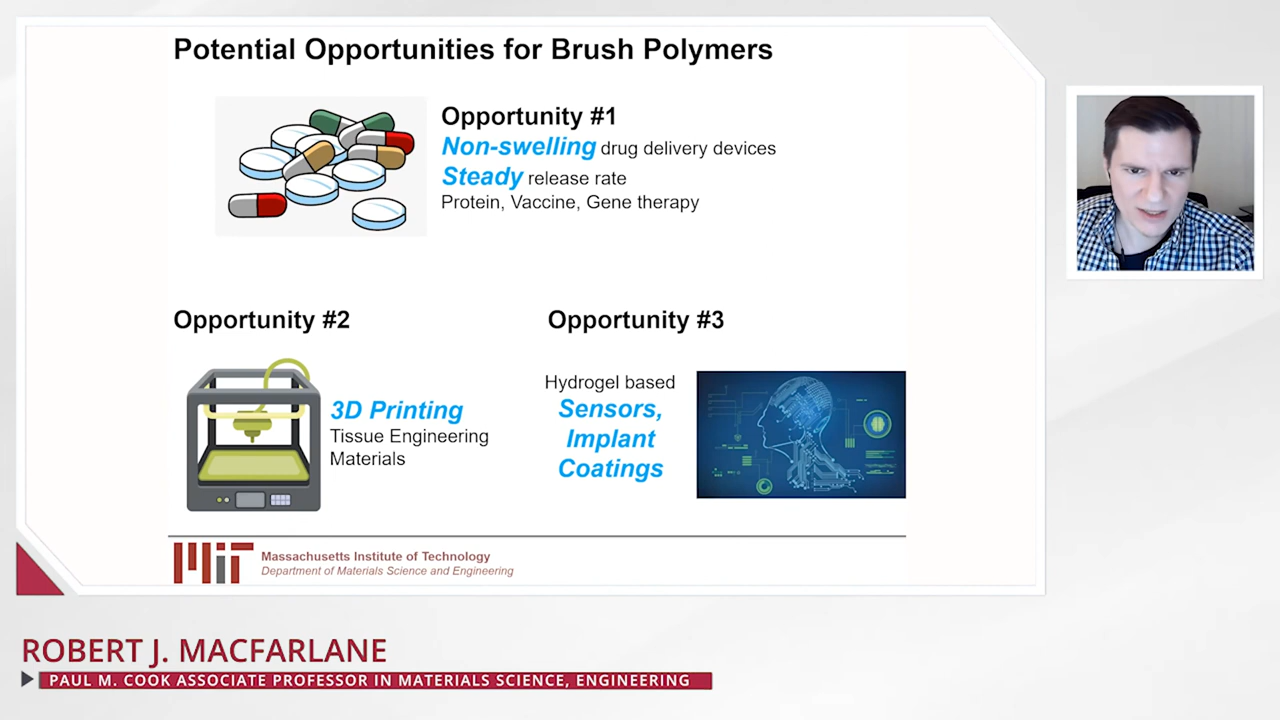 Potential Opportunities for Brush Polymers
Opportunity #1
Non-swelling drug delivery devices
Steady release rate
Protein, Vaccine, Gene therapy
Opportunity #2
3D Printing
Tissue Engineering
Materials
Opportunity #3
Hydrogel based
Sensors,
Implant
Coatings
MIT
Massachusetts Institute of Technology
Department of Materials Science and Engineering
ROBERT J. MACFARLANE
PAUL M. COOK ASSOCIATE PROFESSOR IN MATERIALS SCIENCE, ENGINEERING